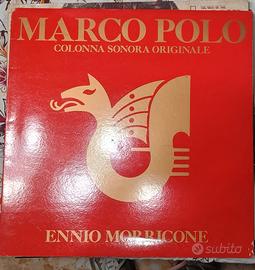 MARCO POLO
COLONNA SONORA ORIGINALE
ENNIO MORRICONE
subito